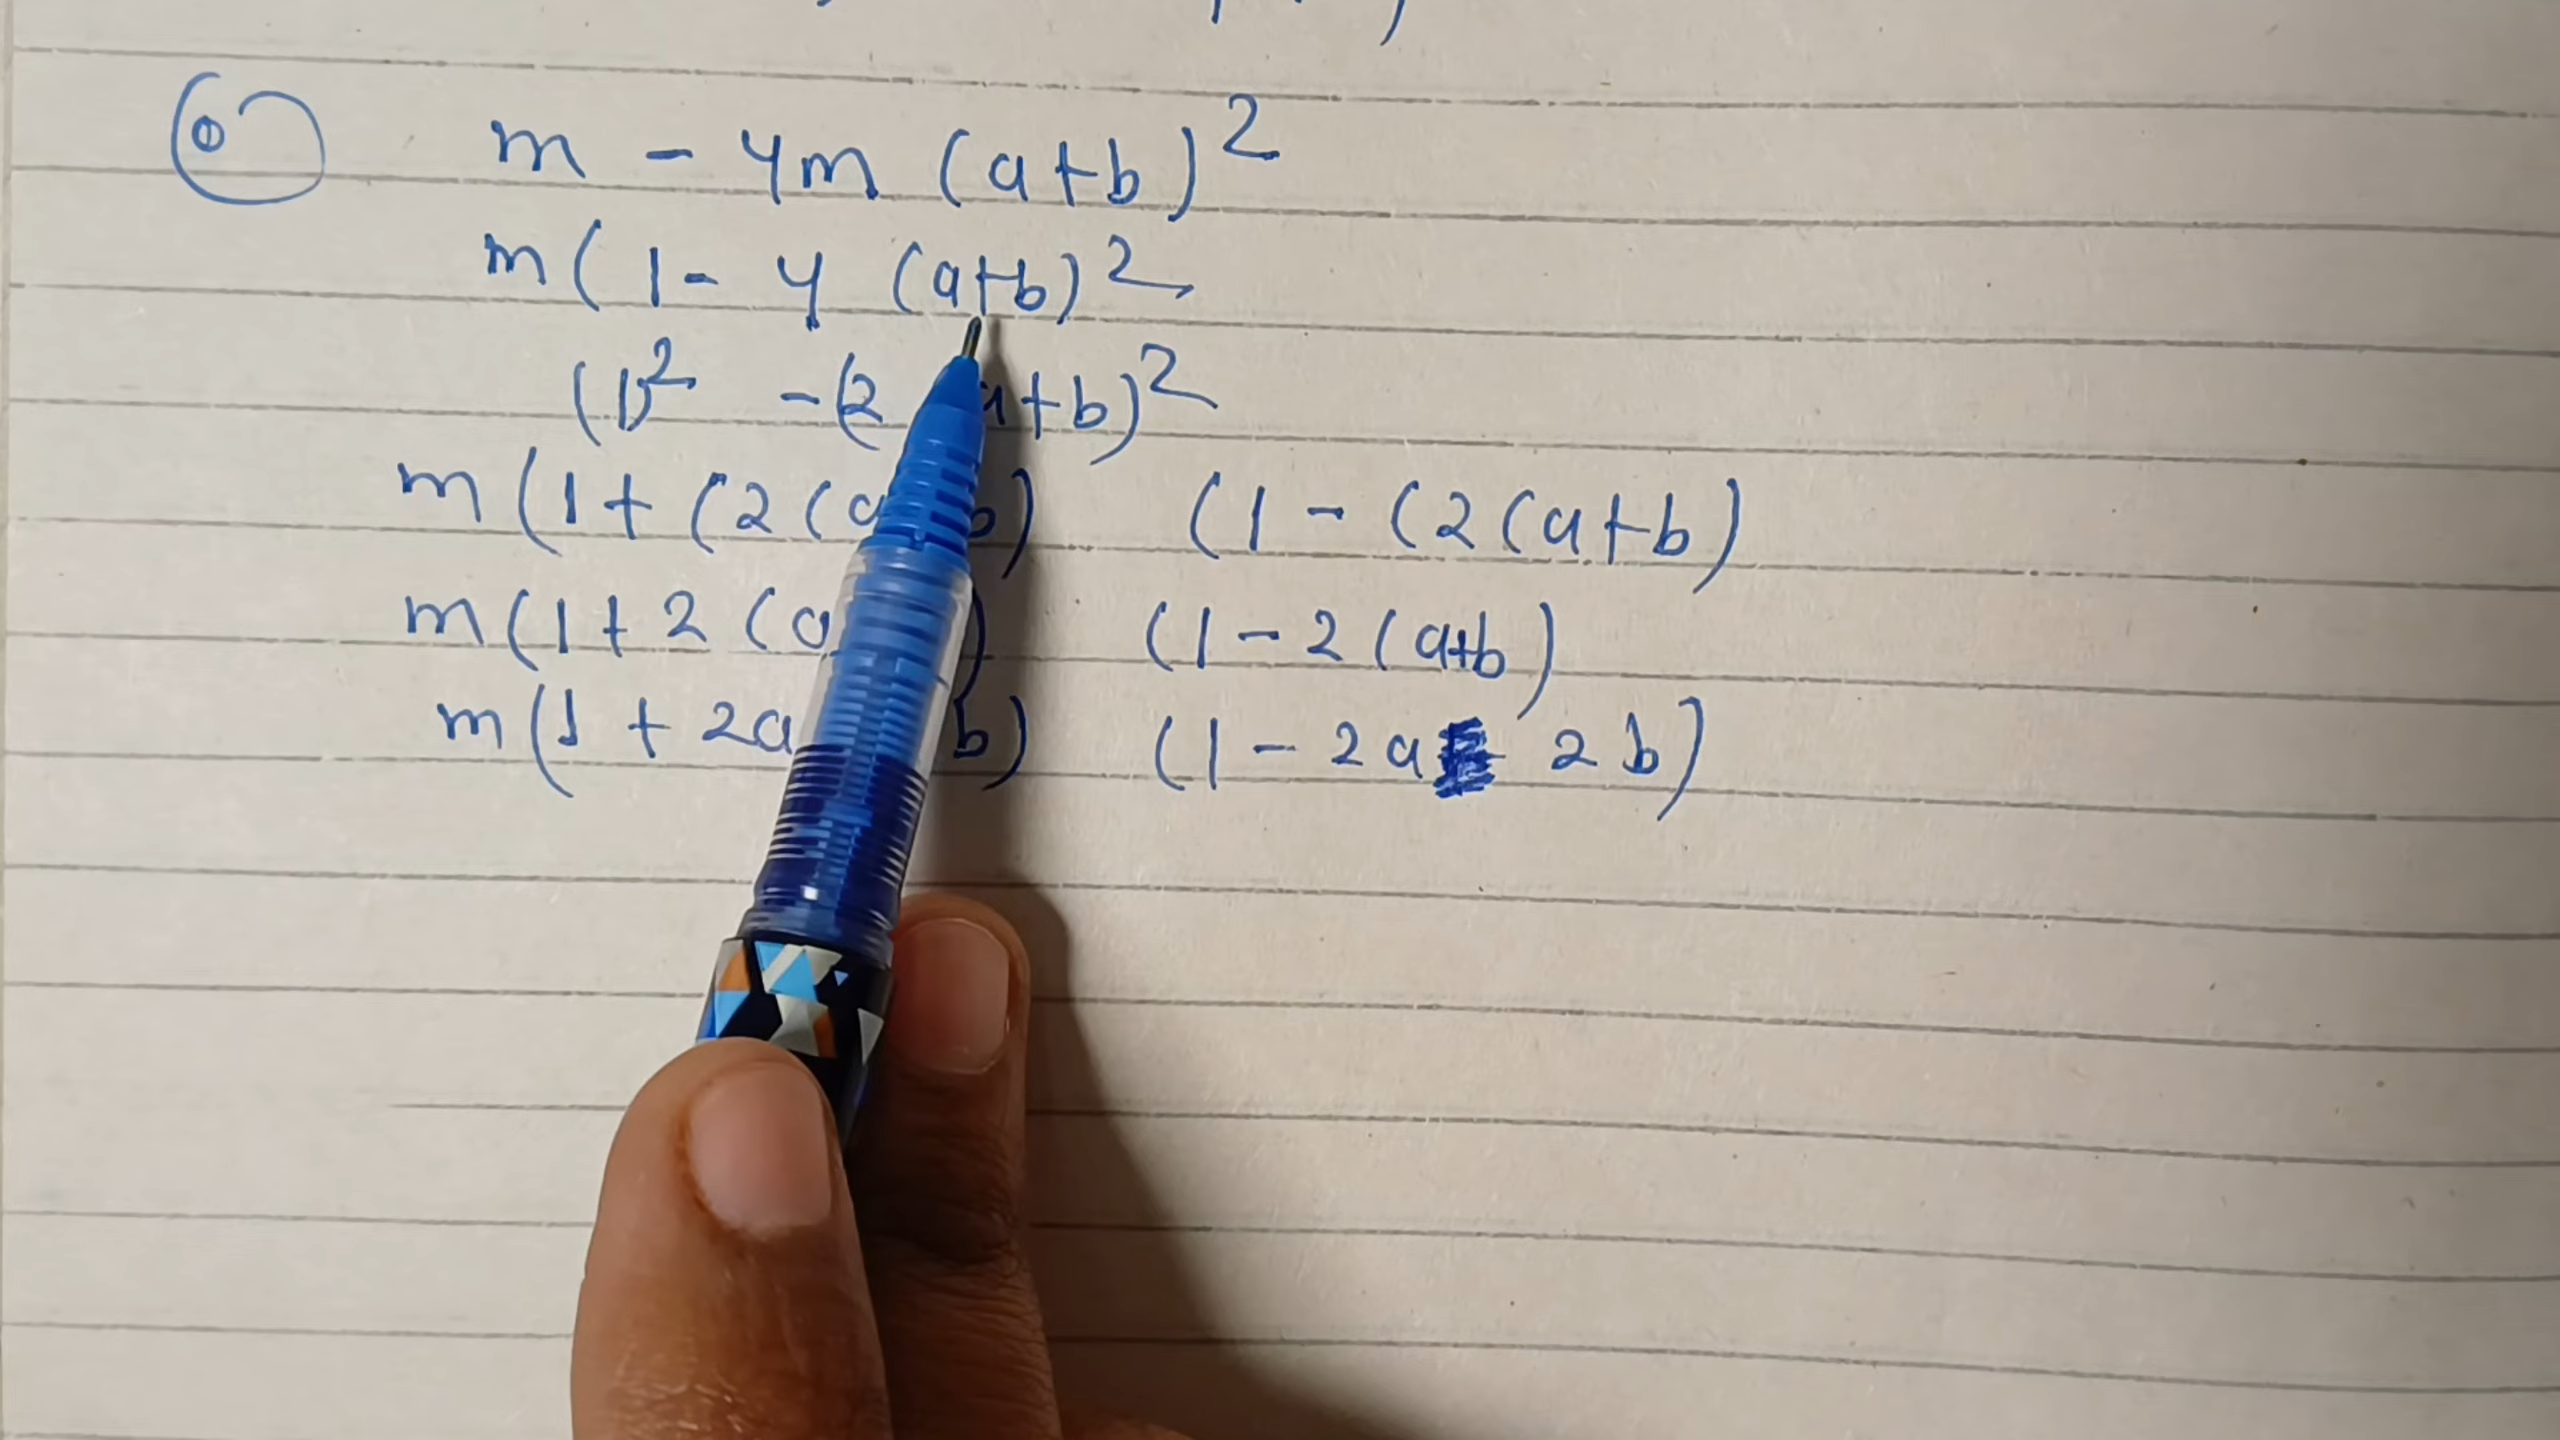 m - 4m (a+b)²
m ( 1 - 4 (a+b)²
(1)² - (2 a+b)²
m ( 1 + (2 ( a b) (1 - (2 (a+b)
m ( 1 + 2 ( a ) (1 - 2 ( a+b )
m ( 1 + 2a b) (1 - 2a - 2b)